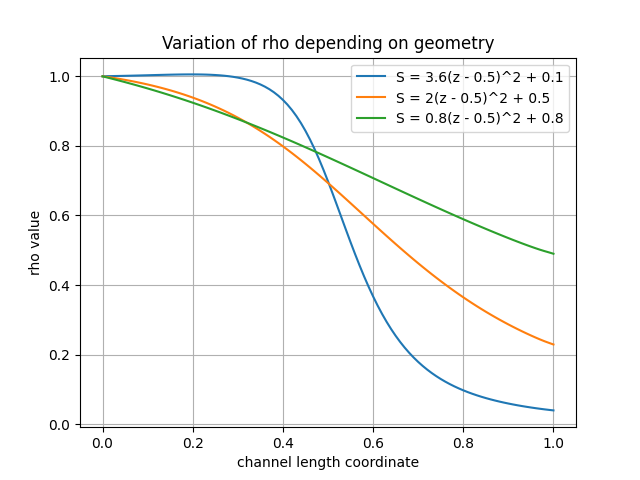 Variation of rho depending on geometry
S = 3.6(z - 0.5)^2 + 0.1
S = 2(z - 0.5)^2 + 0.5
S = 0.8(z - 0.5)^2 + 0.8
rho value
1.0
0.8
0.6
0.4
0.2
0.0
0.0 0.2 0.4 0.6 0.8 1.0
channel length coordinate